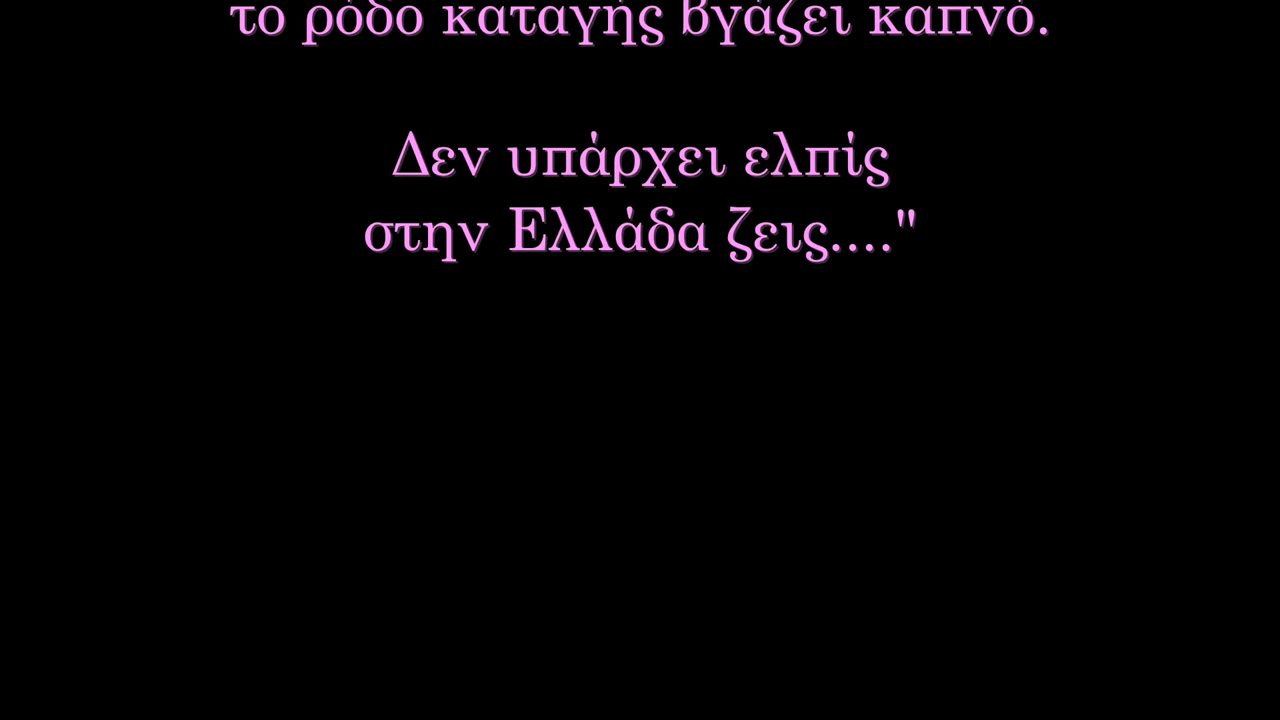 το ρόδο καταγής βγάζει καπνό.
Δεν υπάρχει ελπίς
στην Ελλάδα ζεις...."